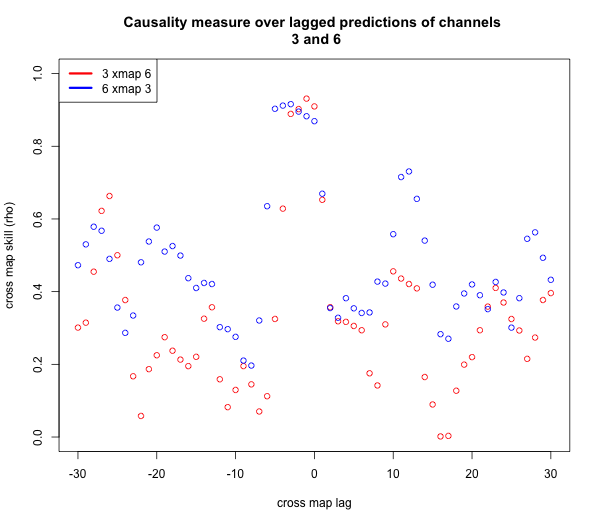 Causality measure over lagged predictions of channels
3 and 6
3 xmap 6
6 xmap 3
cross map skill (rho)
1.0
0.8
0.6
0.4
0.2
0.0
-30 -20 -10 0 10 20 30
cross map lag